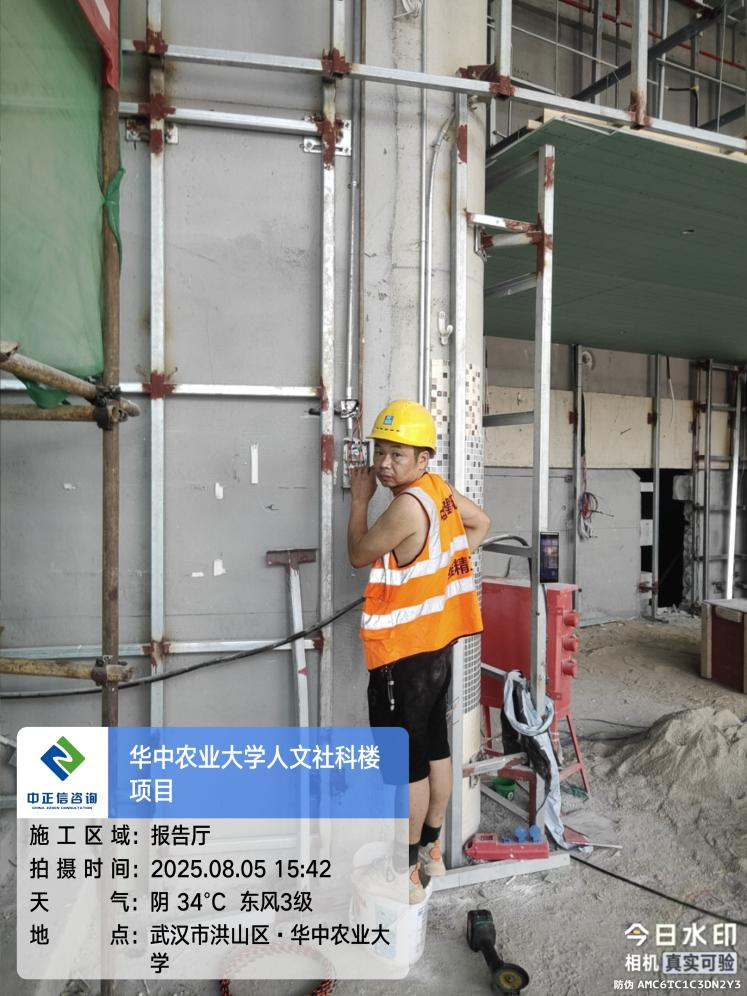 中正信咨询
CHINA ZIXIN CONSULTATION
华中农业大学人文社科楼
项目
施工区域：报告厅
拍摄时间：2025.08.05 15:42
天气：阴 34℃ 东风3级
地点：武汉市洪山区·华中农业大
学
今日水印
相机 真实可验
防伪 AMC6TC1C3DN2Y3